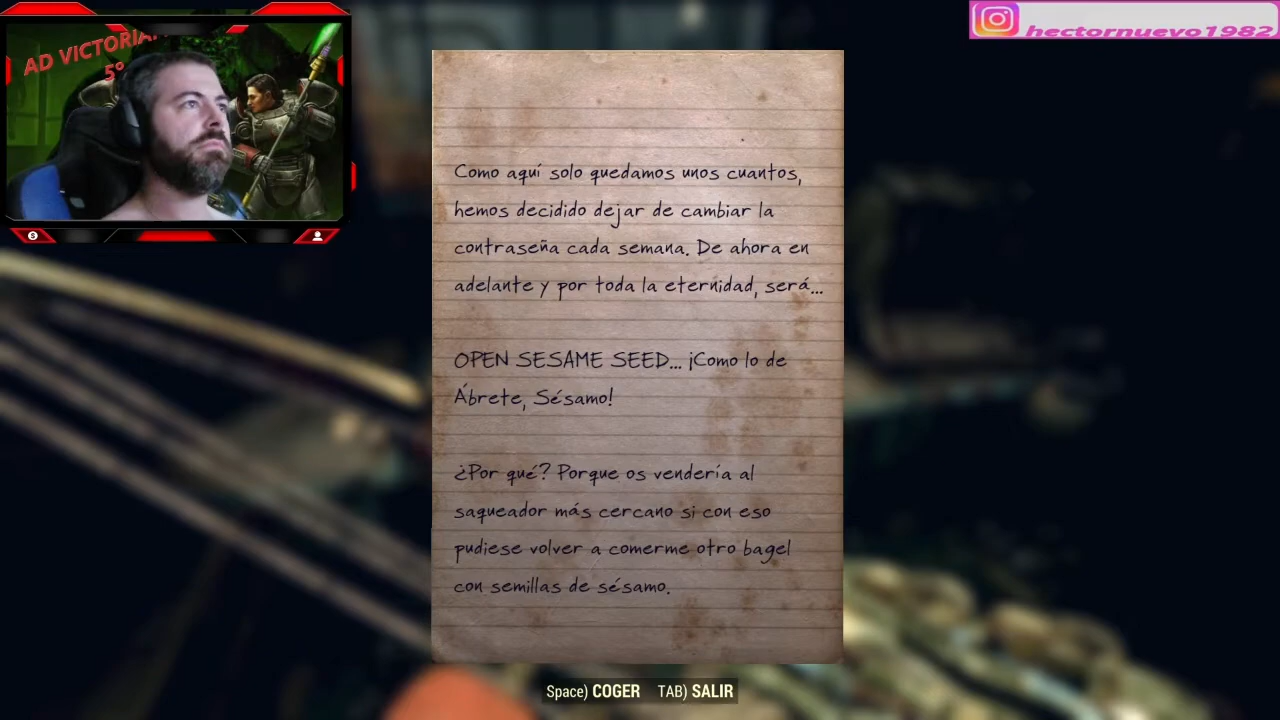 AD VICTORIA
5º
hectornuevo1982
Como aquí solo quedamos unos cuantos,
hemos decidido dejar de cambiar la
contraseña cada semana. De ahora en
adelante y por toda la eternidad, será...
OPEN SESAME SEED... ¡Como lo de
Ábrete, Sésamo!
¿Por qué? Porque os vendería al
saqueador más cercano si con eso
pudiese volver a comerme otro bagel
con semillas de sésamo.
Space) COGER TAB) SALIR